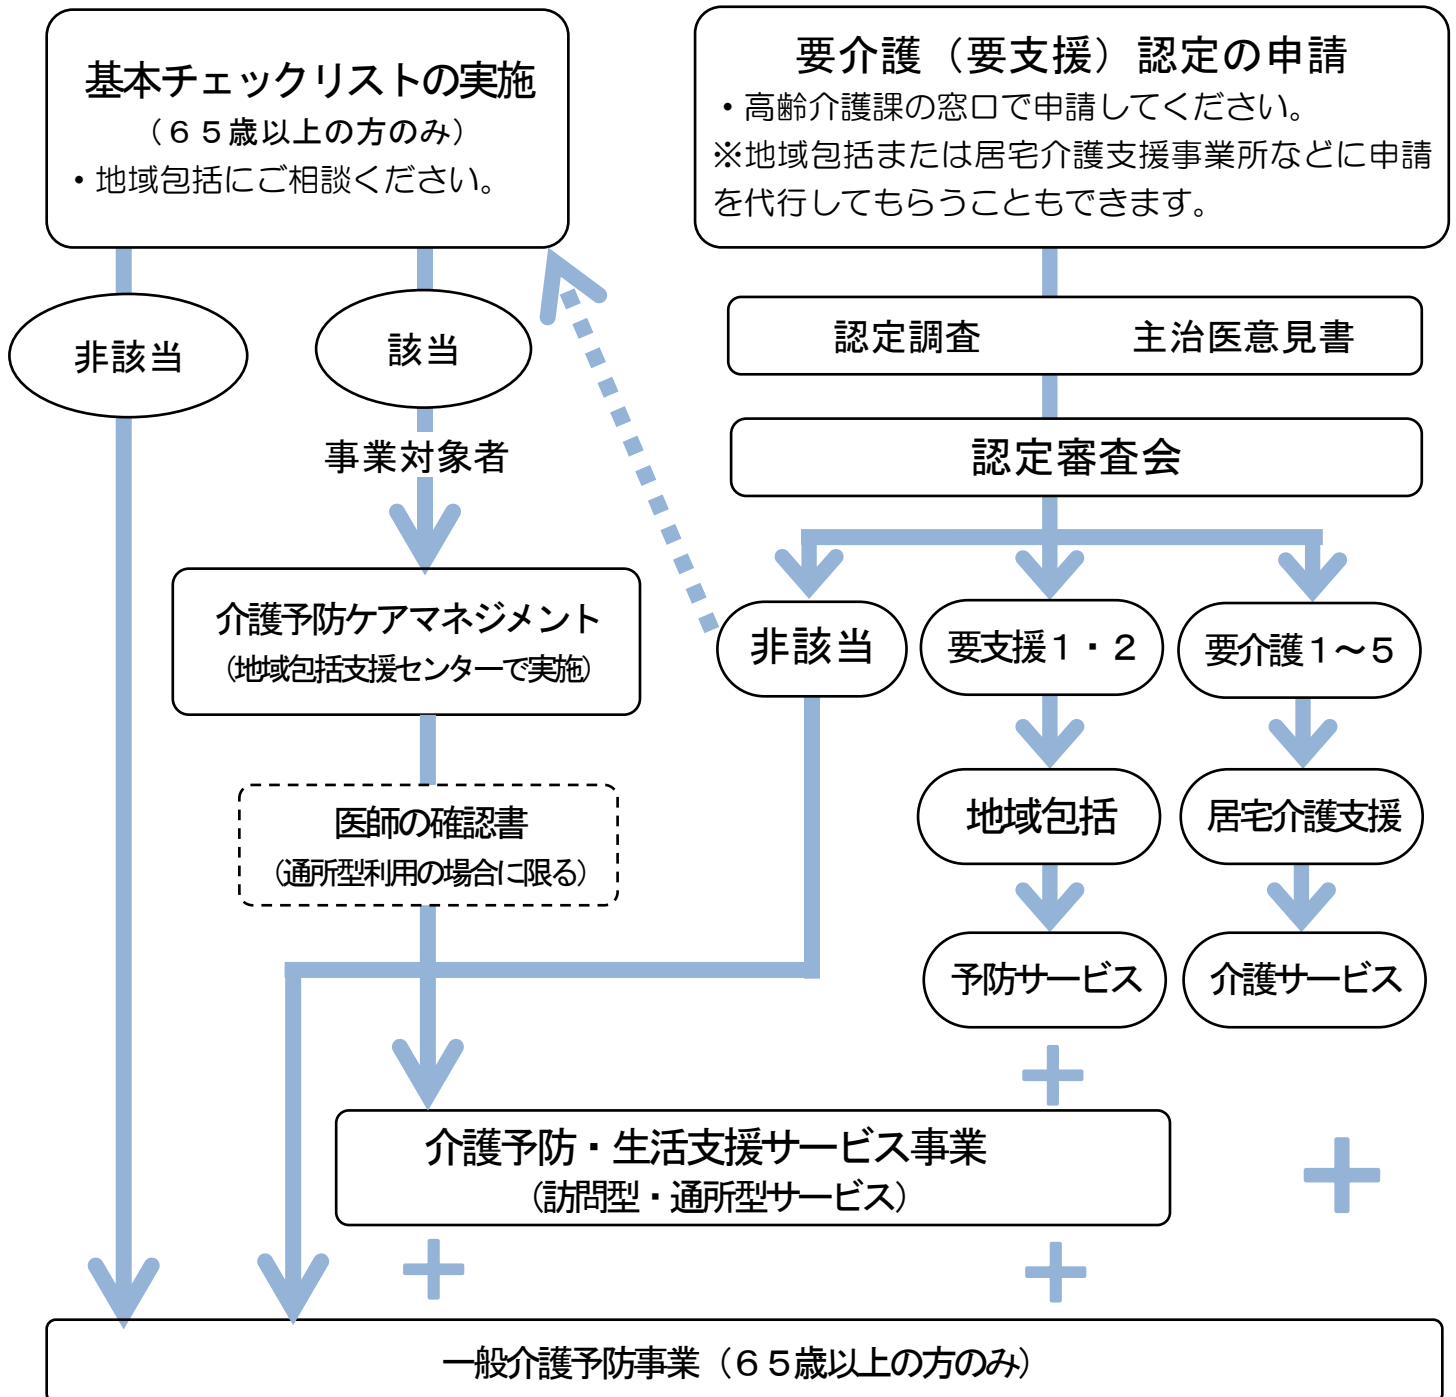 基本チェックリストの実施
（６５歳以上の方のみ）
・地域包括にご相談ください。
要介護（要支援）認定の申請
・高齢介護課の窓口で申請してください。
※地域包括または居宅介護支援事業所などに申請
を代行してもらうこともできます。
非該当
該当
認定調査　主治医意見書
事業対象者
認定審査会
介護予防ケアマネジメント
（地域包括支援センターで実施）
非該当
要支援１・２
要介護１～５
医師の確認書
（通所型利用の場合に限る）
地域包括
居宅介護支援
予防サービス
介護サービス
介護予防・生活支援サービス事業
（訪問型・通所型サービス）
一般介護予防事業（６５歳以上の方のみ）